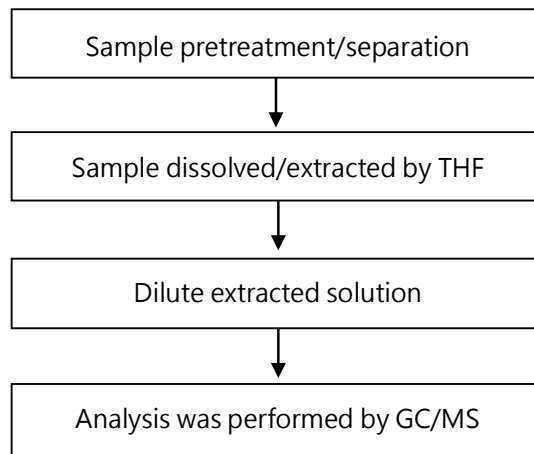 Sample pretreatment/separation
Sample dissolved/extracted by THF
Dilute extracted solution
Analysis was performed by GC/MS